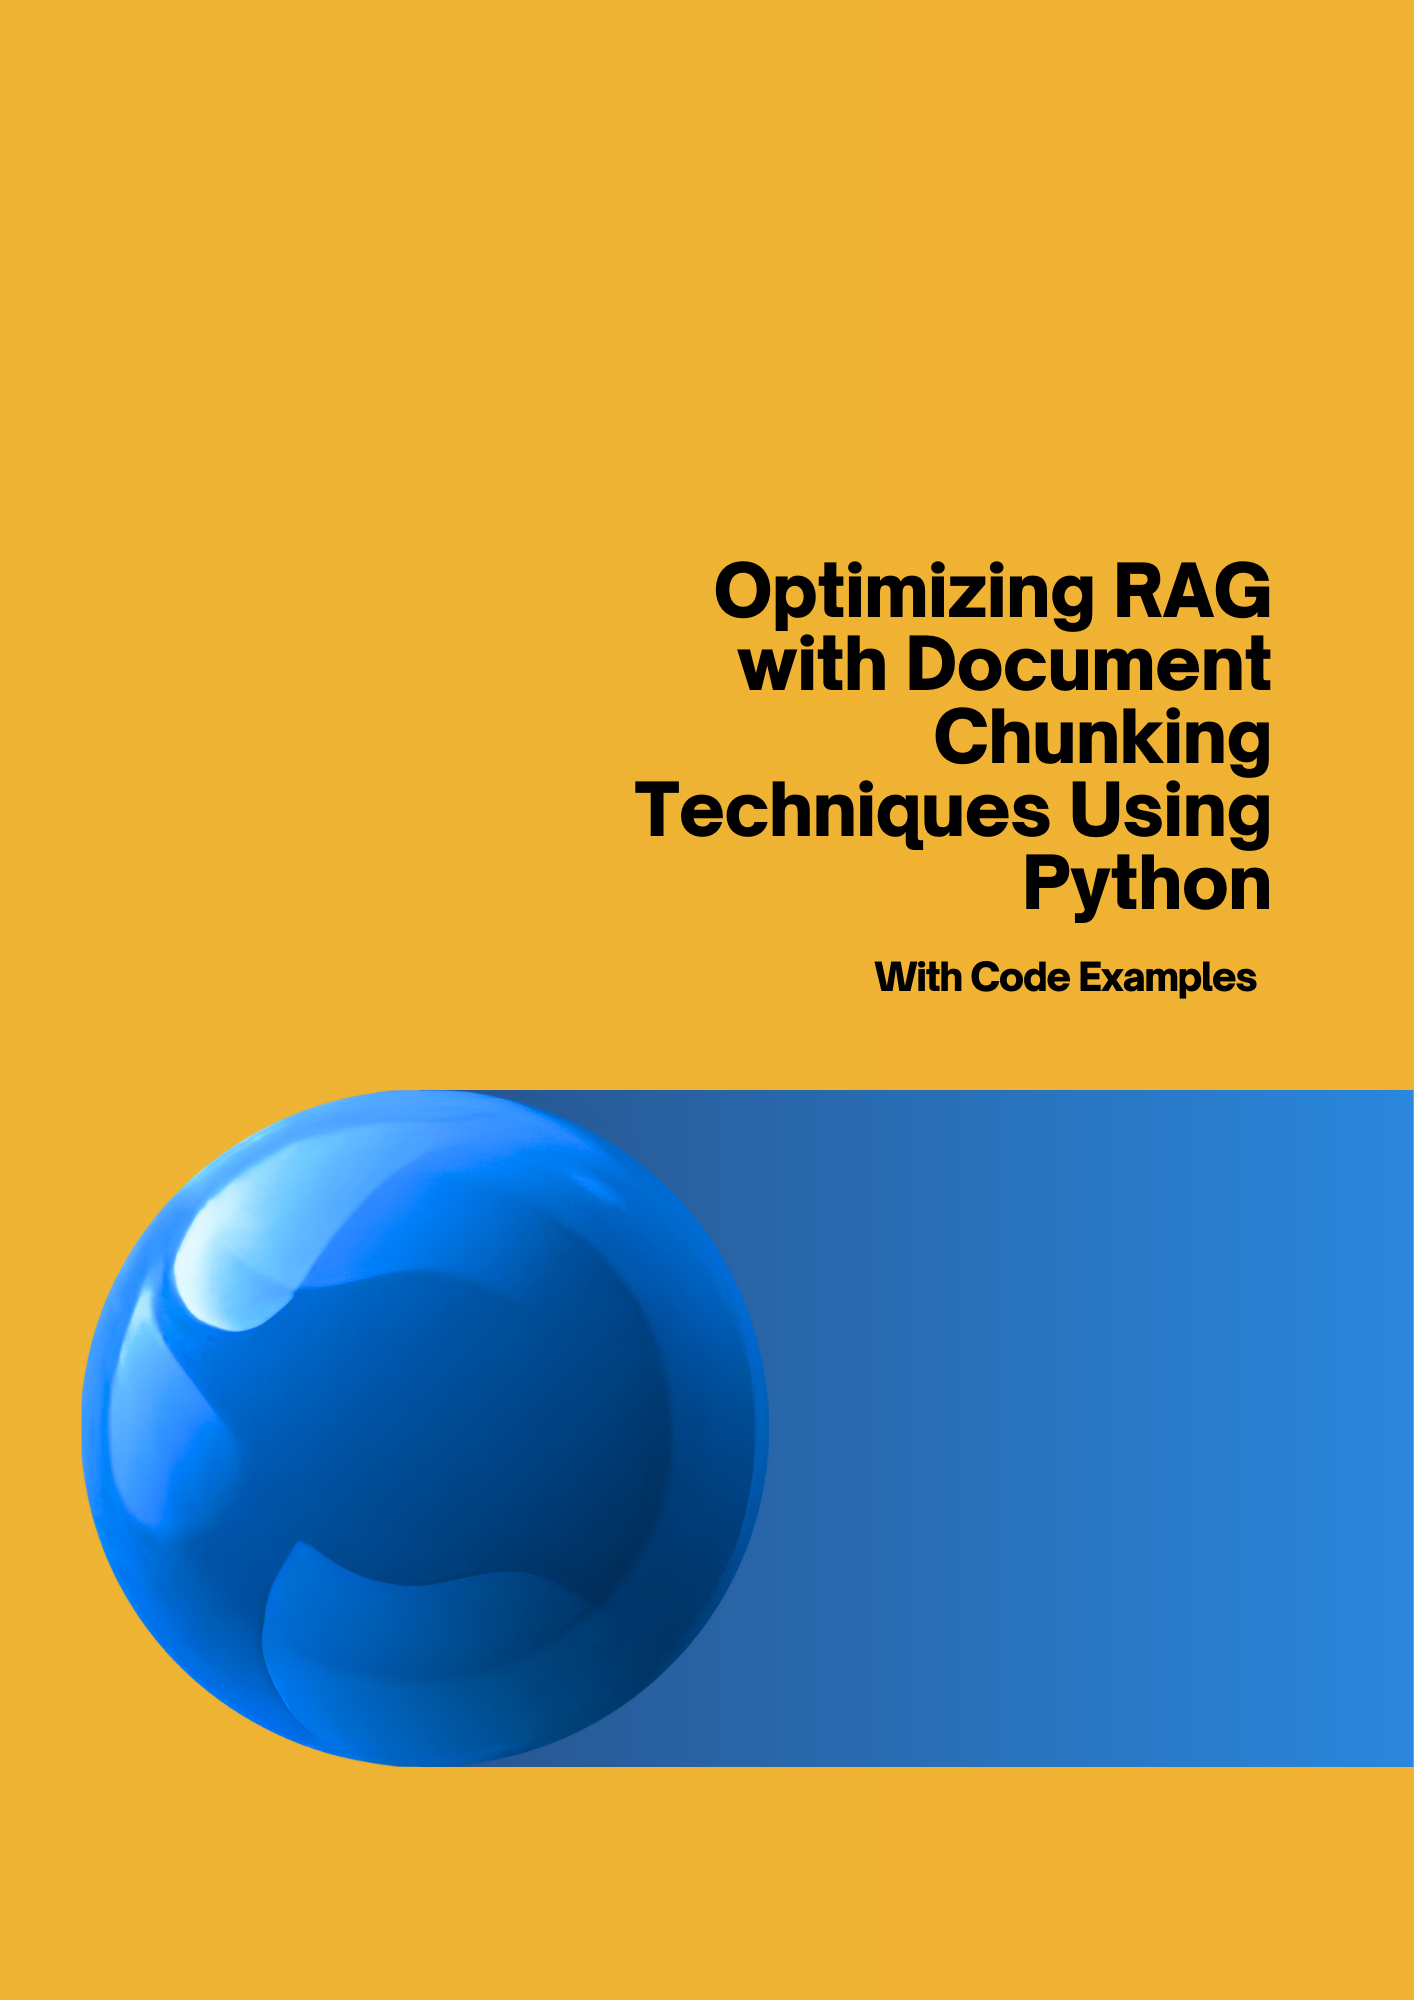 Optimizing RAG
with Document
Chunking
Techniques Using
Python
With Code Examples